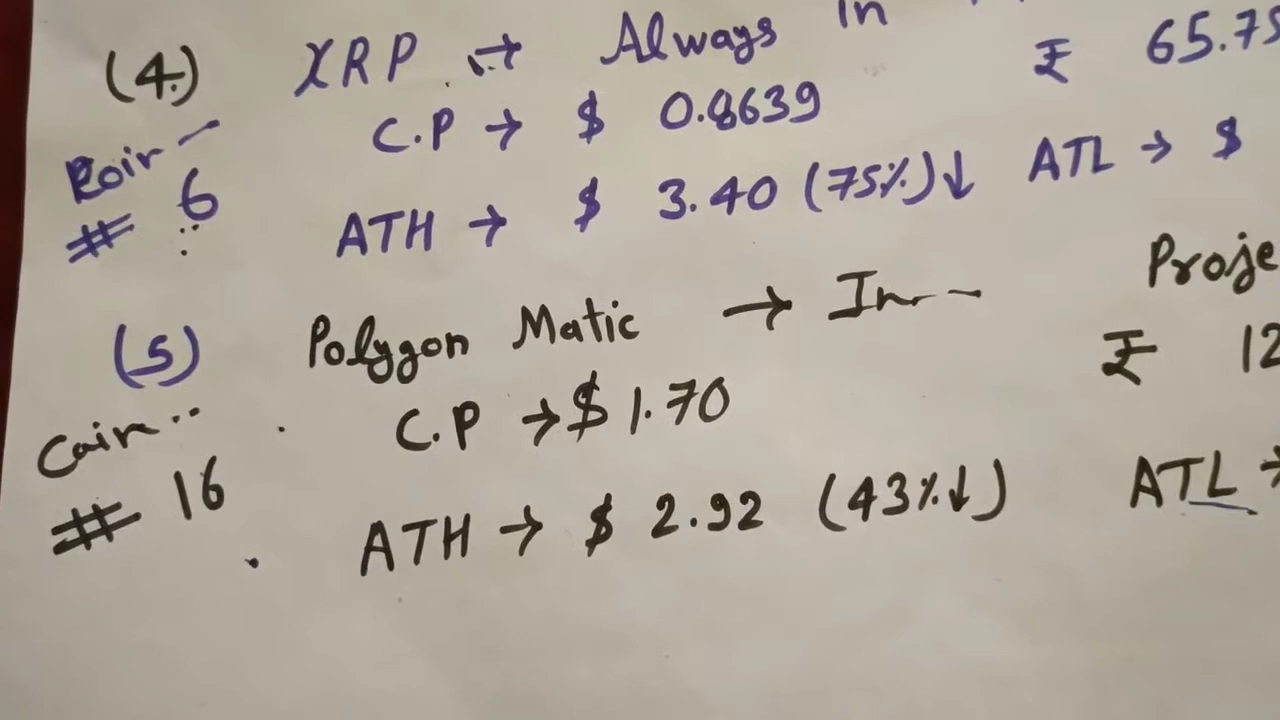 (4.) XRP → Always in
C.P → $ 0.8639 ₹ 65.75
# 6 ATH → $ 3.40 (75%)↓ ATL → $
(5) Polygon Matic → In Proje
C.P → $ 1.70 ₹ 12
Coin
# 16 ATH → $ 2.92 (43%↓) ATL →